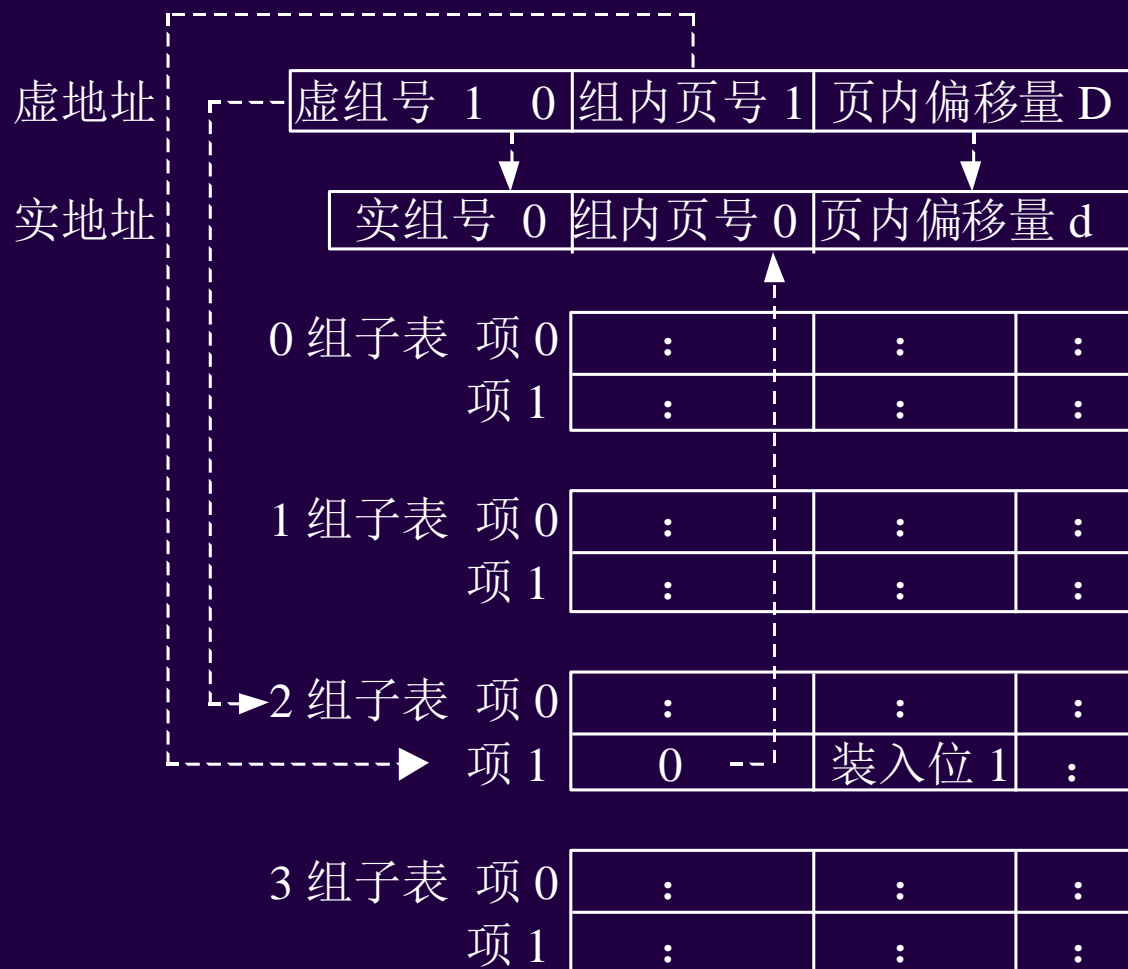 虚地址 虚组号 1 0 组内页号 1 页内偏移量 D
实地址 实组号 0 组内页号 0 页内偏移量 d
0 组子表 项 0 : : :
项 1 : : :
1 组子表 项 0 : : :
项 1 : : :
2 组子表 项 0 : : :
项 1 0 装入位 1 :
3 组子表 项 0 : : :
项 1 : : :